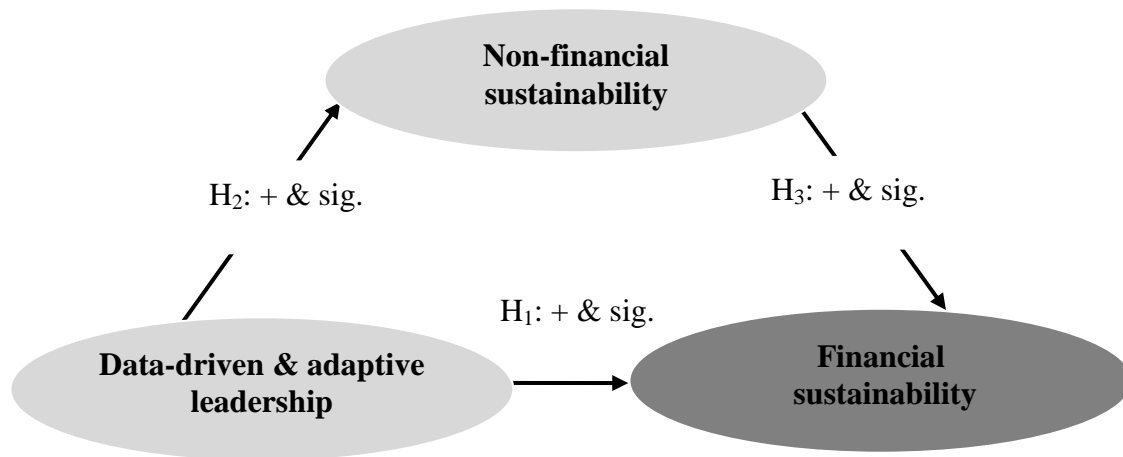 Non-financial
sustainability
H₂: + & sig.
H₃: + & sig.
H₁: + & sig.
Data-driven & adaptive
leadership
Financial
sustainability